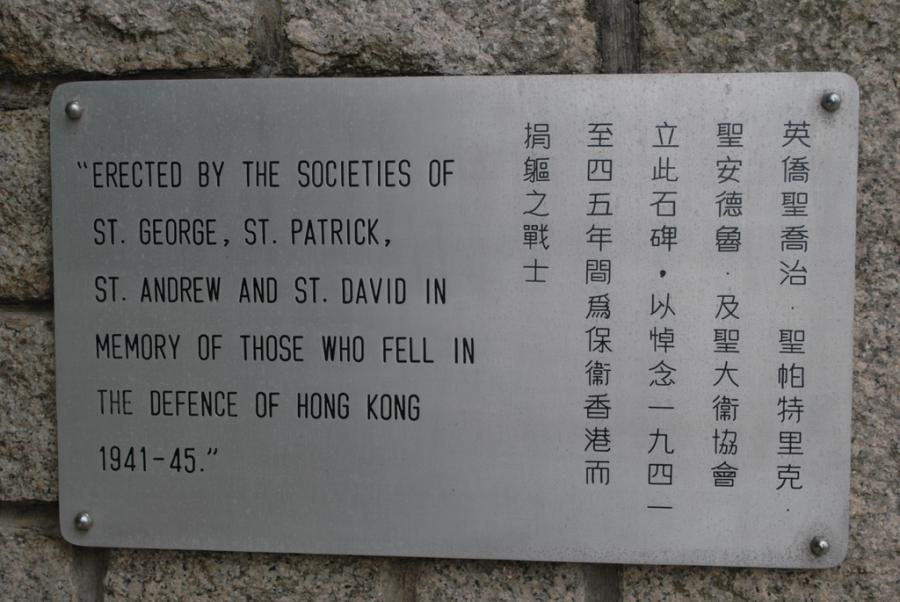 “ERECTED BY THE SOCIETIES OF
ST. GEORGE, ST. PATRICK,
ST. ANDREW AND ST. DAVID IN
MEMORY OF THOSE WHO FELL IN
THE DEFENCE OF HONG KONG
1941-45.”
英僑聖喬治．聖帕特里克
聖安德魯．及聖大衞協會
立此石碑，以悼念一九四一
至四五年間爲保衞香港而
捐軀之戰士